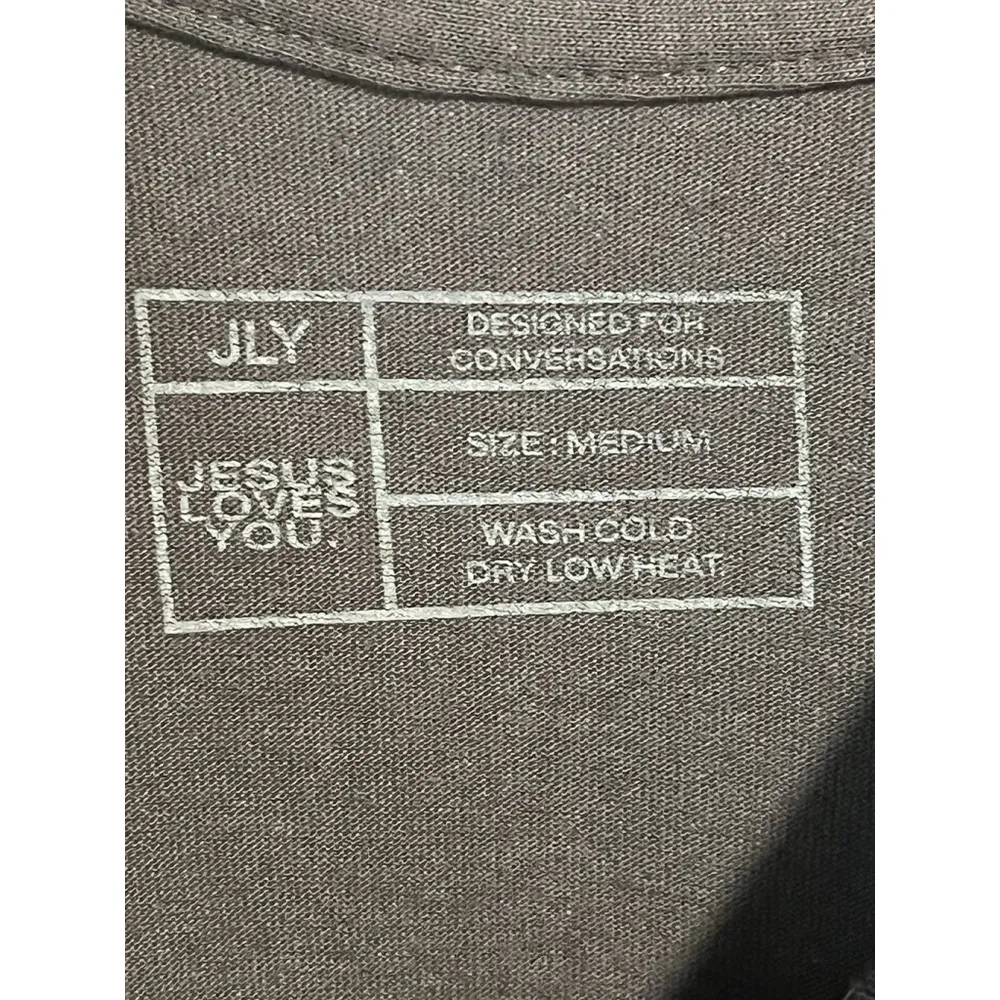 JLY
JESUS
LOVES
YOU.
DESIGNED FOR
CONVERSATIONS
SIZE: MEDIUM
WASH COLD
DRY LOW HEAT